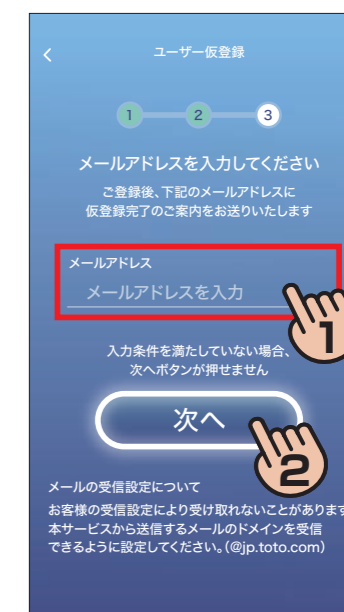 ユーザー仮登録
1 2 3
メールアドレスを入力してください
ご登録後、下記のメールアドレスに
仮登録完了のご案内をお送りいたします
メールアドレス
メールアドレスを入力
1
入力条件を満たしていない場合、
次へボタンが押せません
次へ
2
メールの受信設定について
お客様の受信設定により受け取れないことがあります
本サービスから送信するメールのドメインを受信
できるように設定してください。(@jp.toto.com)